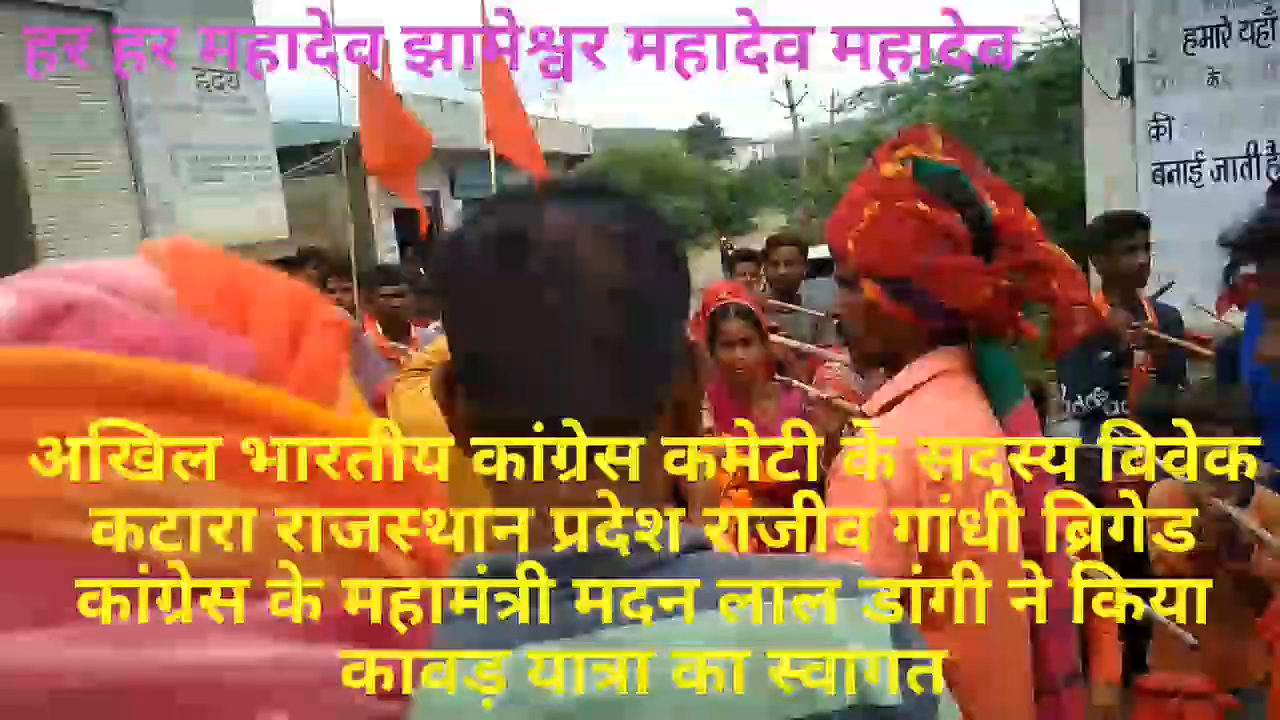 हर हर महादेव झामेश्वर महादेव महादेव
हमारे यहाँ
के
की
बनाई जाती है
अखिल भारतीय कांग्रेस कमेटी के सदस्य विवेक
कटारा राजस्थान प्रदेश राजीव गांधी ब्रिगेड
कांग्रेस के महामंत्री मदन लाल डांगी ने किया
कावड़ यात्रा का स्वागत